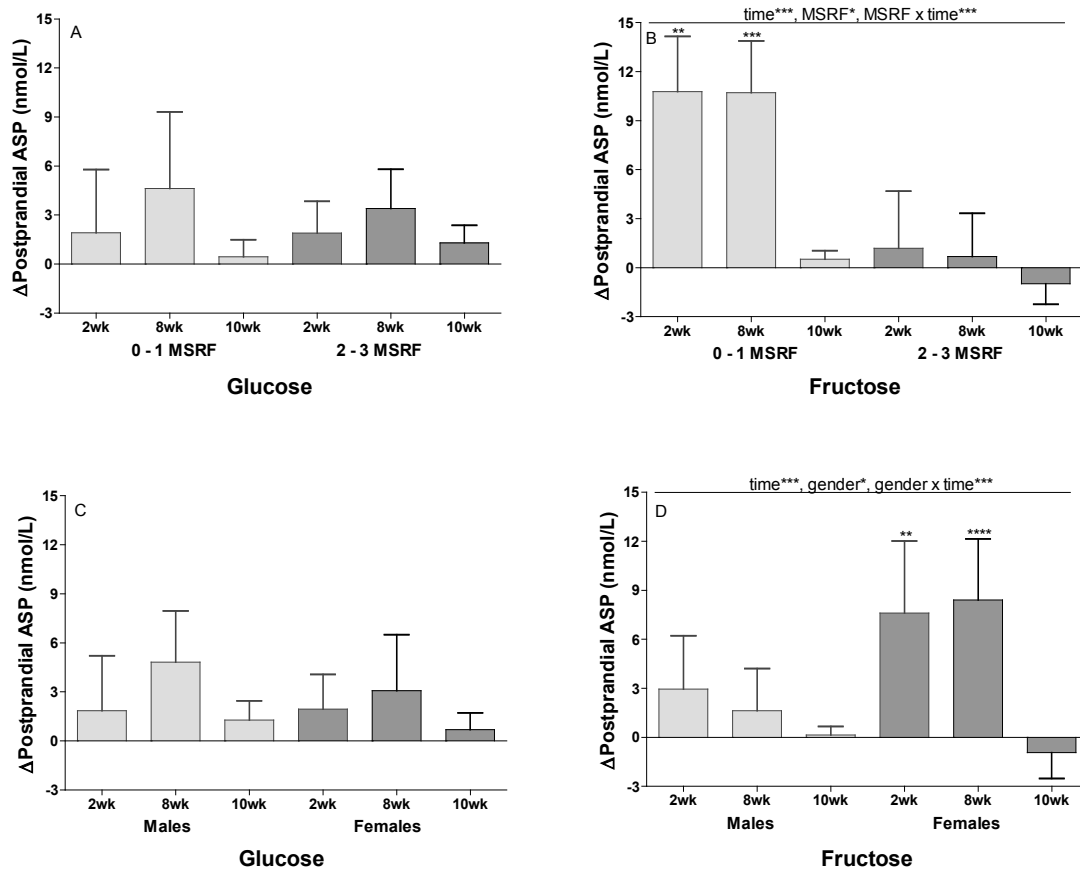 A
ΔPostprandial ASP (nmol/L)
15
12
9
6
3
0
-3
2wk 8wk 10wk 2wk 8wk 10wk
0 - 1 MSRF 2 - 3 MSRF
Glucose
time***, MSRF*, MSRF x time***
B
** ***
ΔPostprandial ASP (nmol/L)
15
12
9
6
3
0
-3
2wk 8wk 10wk 2wk 8wk 10wk
0 - 1 MSRF 2 - 3 MSRF
Fructose
C
ΔPostprandial ASP (nmol/L)
15
12
9
6
3
0
-3
2wk 8wk 10wk 2wk 8wk 10wk
Males Females
Glucose
time***, gender*, gender x time***
D
** ****
ΔPostprandial ASP (nmol/L)
15
12
9
6
3
0
-3
2wk 8wk 10wk 2wk 8wk 10wk
Males Females
Fructose